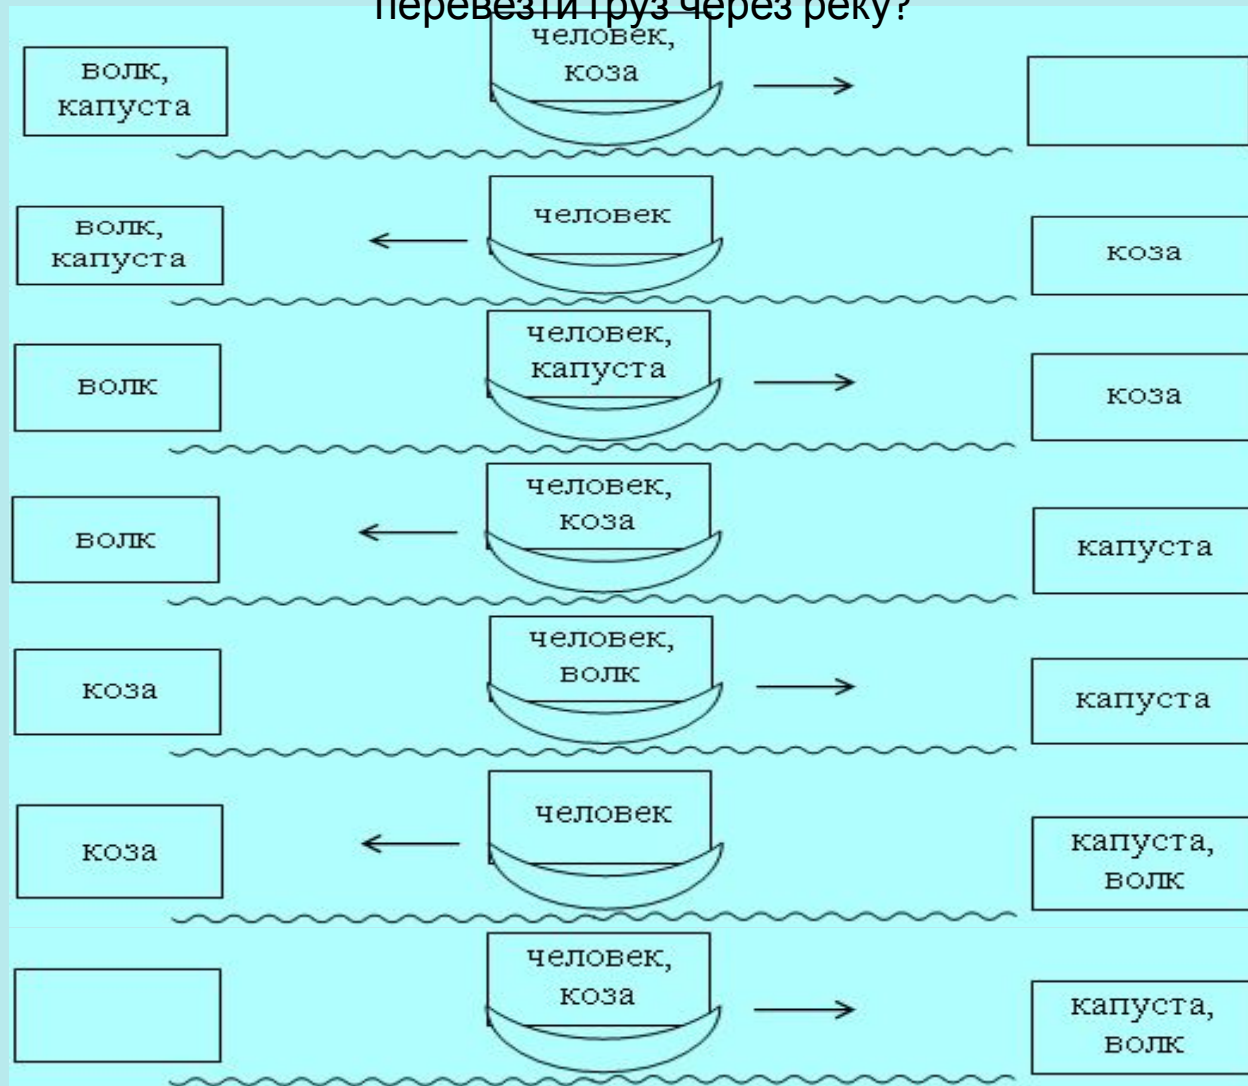 перевезти груз через реку?
волк,
капуста
человек,
коза
волк,
капуста
человек
коза
волк
человек,
капуста
коза
волк
человек,
коза
капуста
коза
человек,
волк
капуста
коза
человек
капуста,
волк
человек,
коза
капуста,
волк